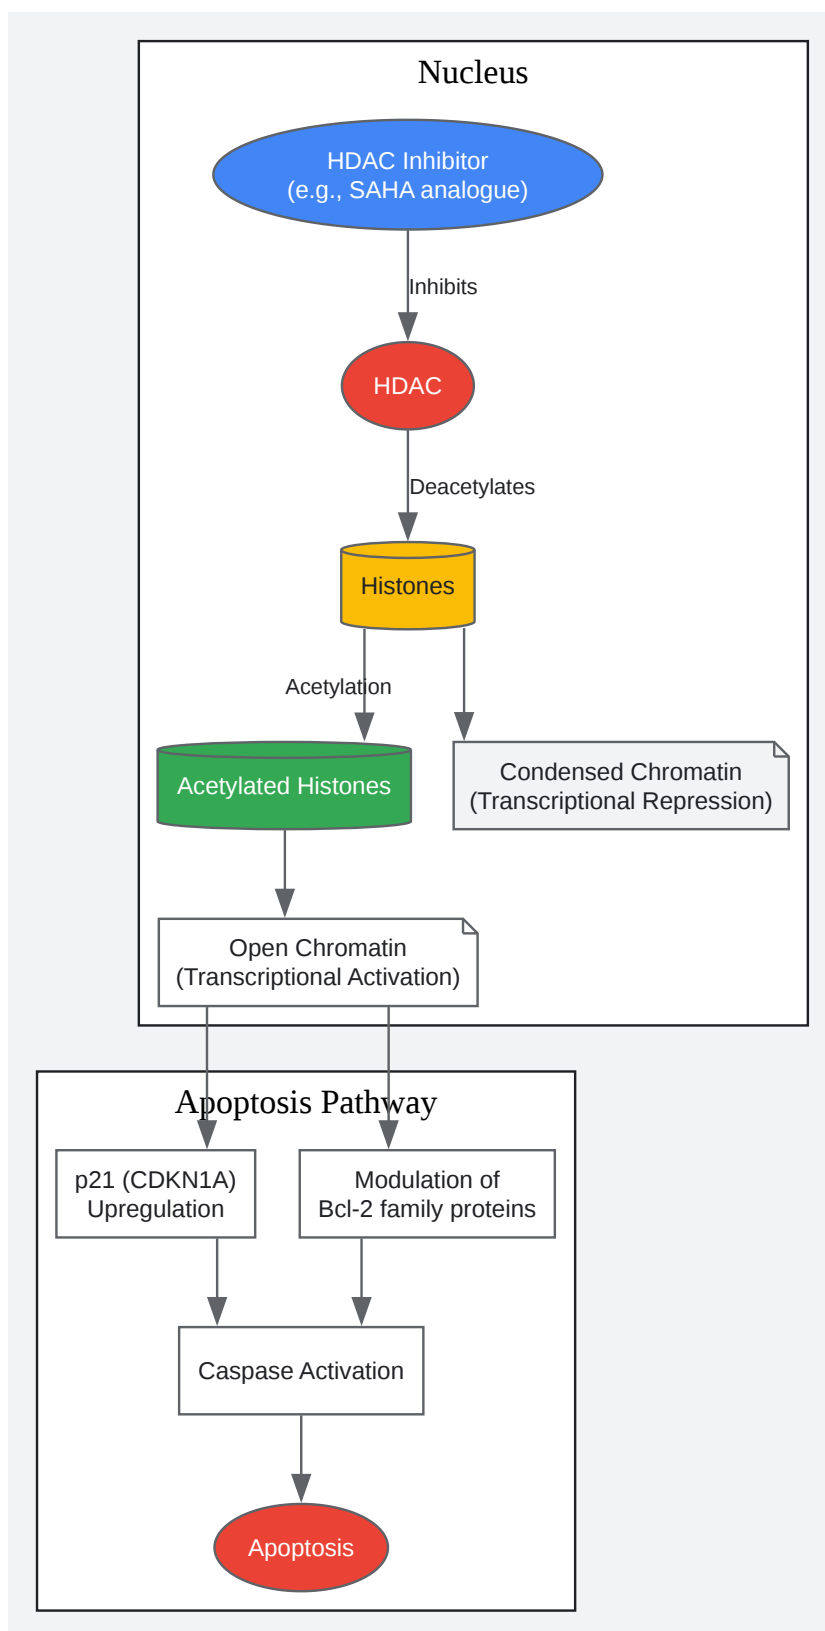 Nucleus
HDAC Inhibitor
(e.g., SAHA analogue)
Inhibits
HDAC
Deacetylates
Histones
Acetylation
Acetylated Histones
Condensed Chromatin
(Transcriptional Repression)
Open Chromatin
(Transcriptional Activation)
Apoptosis Pathway
p21 (CDKN1A)
Upregulation
Modulation of
Bcl-2 family proteins
Caspase Activation
Apoptosis